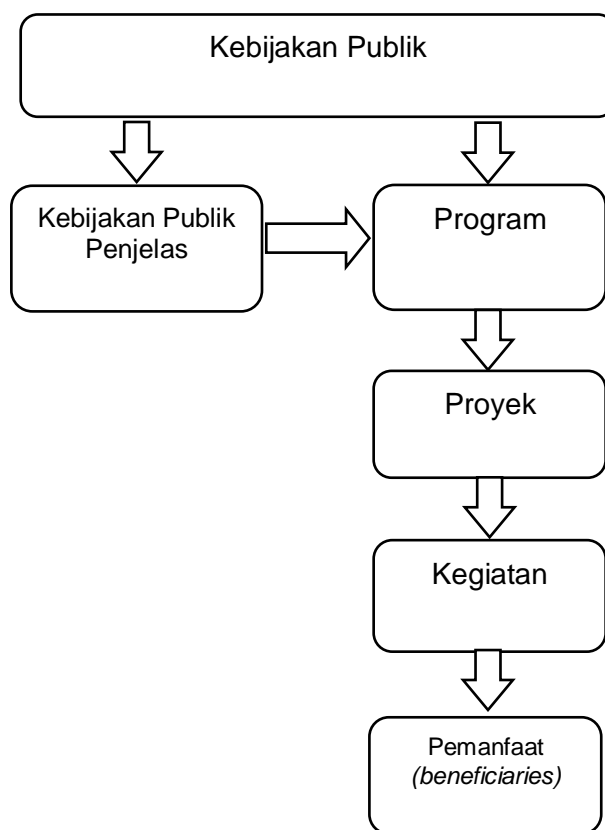 Kebijakan Publik
Kebijakan Publik
Penjelas
Program
Proyek
Kegiatan
Pemanfaat
(beneficiaries)